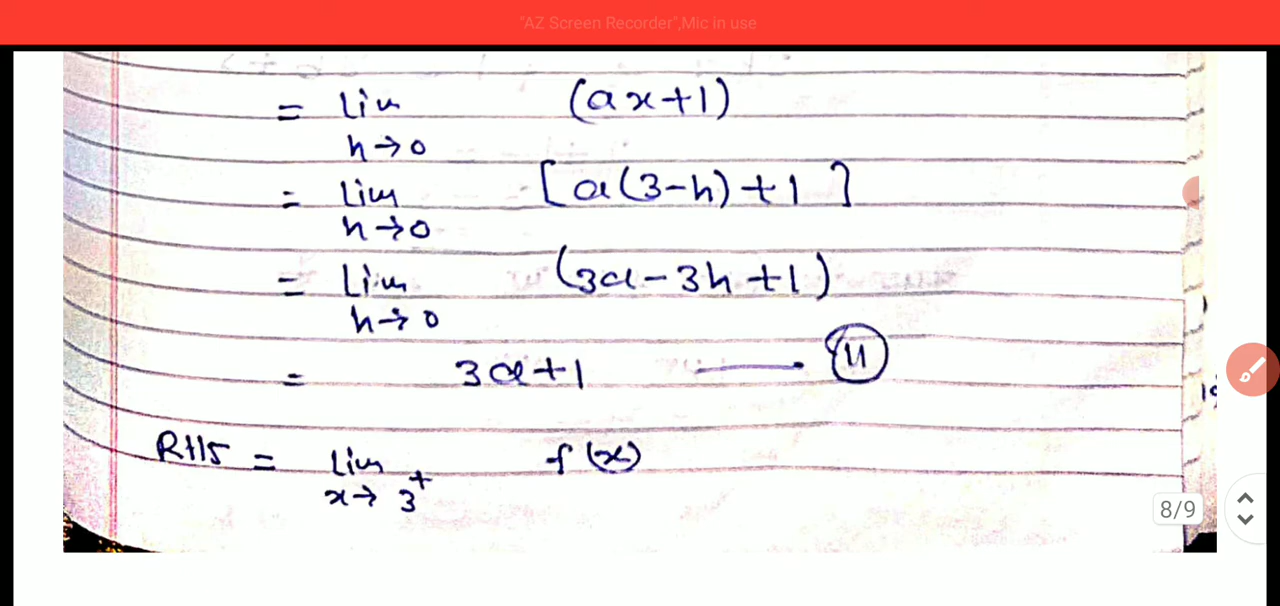 "AZ Screen Recorder",Mic in use
= lim (ax+1)
h→0
= lim [a(3-h)+1]
h→0
= lim (3a-3h+1)
h→0
= 3a+1 —— (II)
RHS = lim f(x)
x→3⁺
8/9